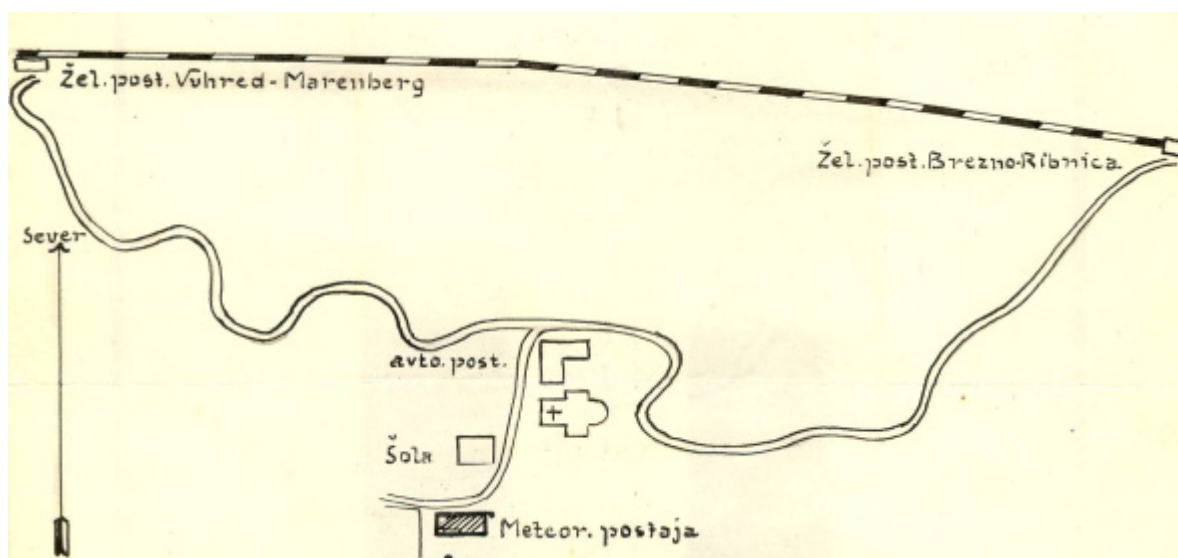 Žel. post. Vuhred-Marenberg
Žel. post. Brezno-Ribnica
Sever
avto. post.
Šola
Meteor. postaja